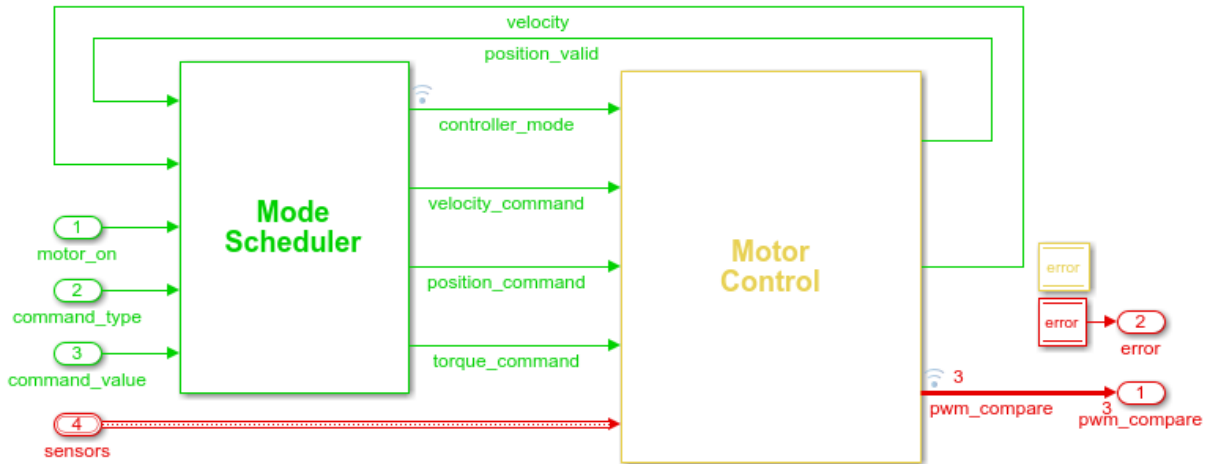 velocity
position_valid
controller_mode
velocity_command
Mode
Scheduler
1
motor_on
position_command
2
command_type
3
command_value
torque_command
4
sensors
Motor
Control
error
error
2
error
3
pwm_compare
3
1
pwm_compare